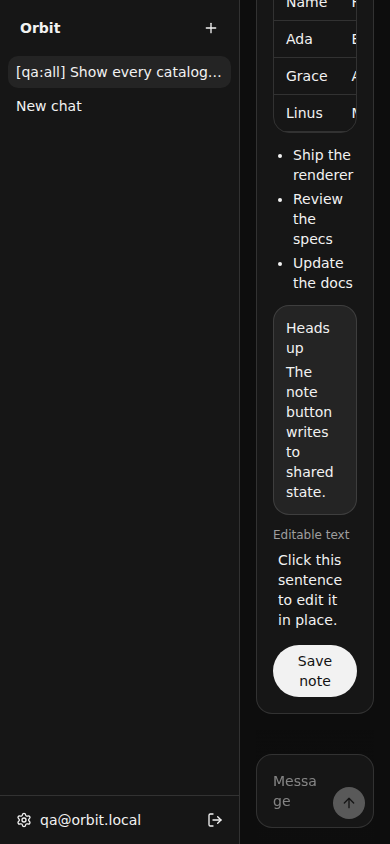 Orbit
[qa:all] Show every catalog...
New chat
Name
Ada
Grace
Linus
Ship the
renderer
Review
the
specs
Update
the docs
Heads
up
The
note
button
writes
to
shared
state.
Editable text
Click this
sentence
to edit it
in place.
Save
note
Messa
ge
qa@orbit.local